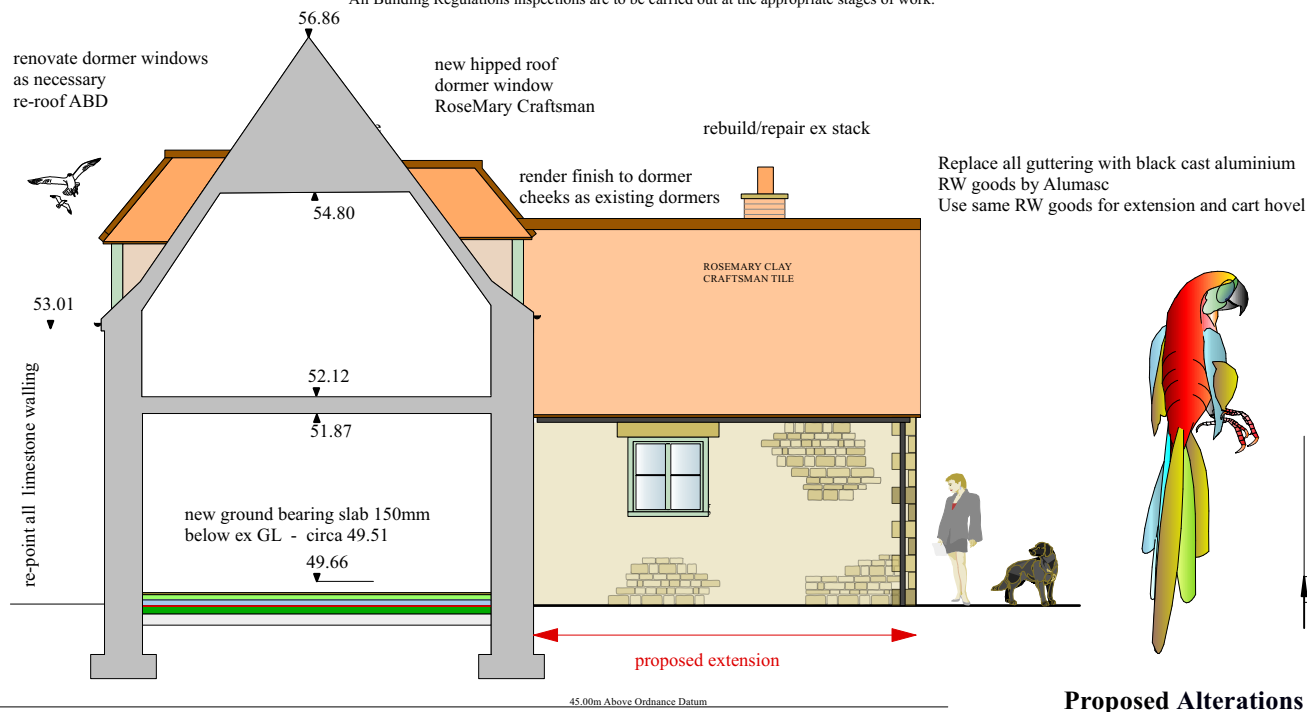 All Building Regulations inspections are to be carried out at the appropriate stages of work.
56.86
renovate dormer windows
as necessary
re-roof ABD
new hipped roof
dormer window
RoseMary Craftsman
rebuild/repair ex stack
Replace all guttering with black cast aluminium
RW goods by Alumasc
Use same RW goods for extension and cart hovel
render finish to dormer
cheeks as existing dormers
54.80
ROSEMARY CLAY
CRAFTSMAN TILE
53.01
re-point all limestone walling
52.12
51.87
new ground bearing slab 150mm
below ex GL - circa 49.51
49.66
proposed extension
45.00m Above Ordnance Datum
Proposed Alterations